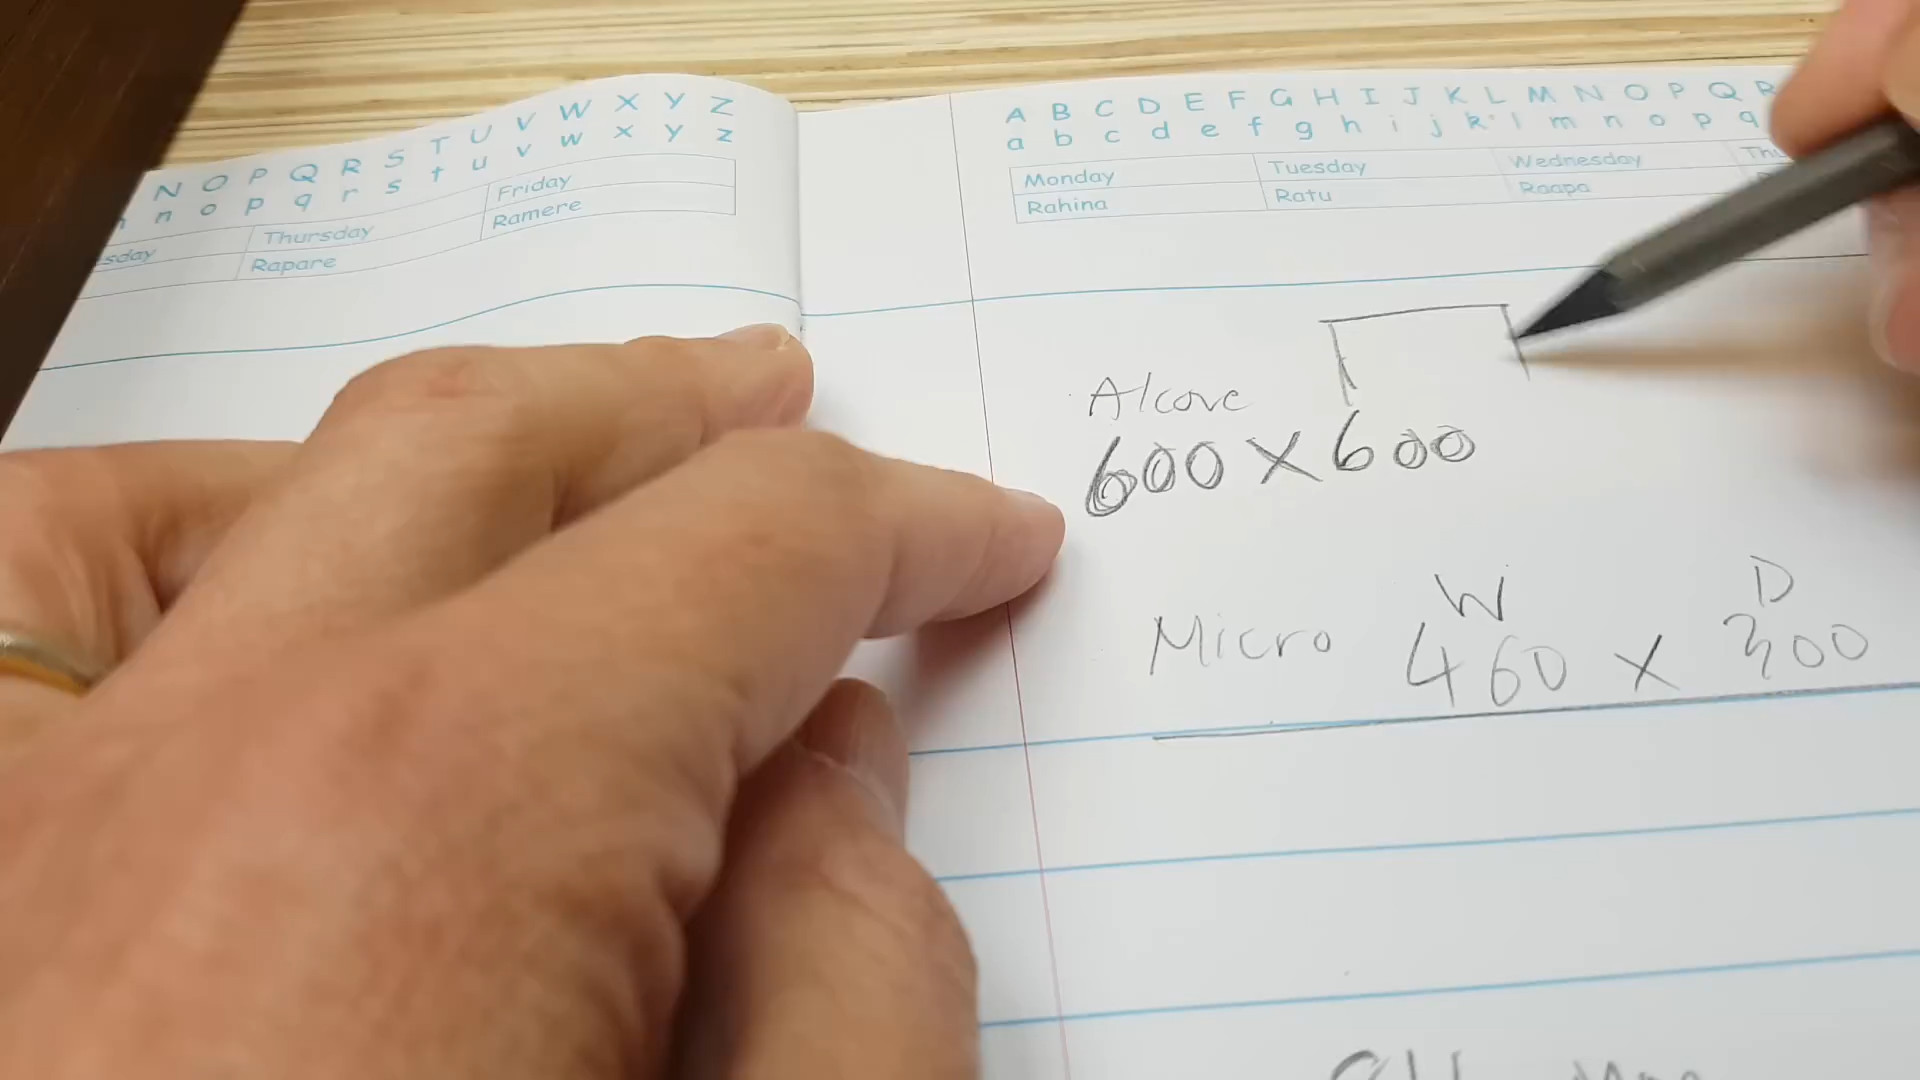 N O P Q R S T U V W X Y Z
n o p q r s t u v w x y z
Thursday Friday
Rapare Ramere
A B C D E F G H I J K L M N O P Q R
a b c d e f g h i j k l m n o p q
Monday Tuesday Wednesday
Rahina Ratu Raapa
Alcove
600 X 600
W D
Micro 460 X 300